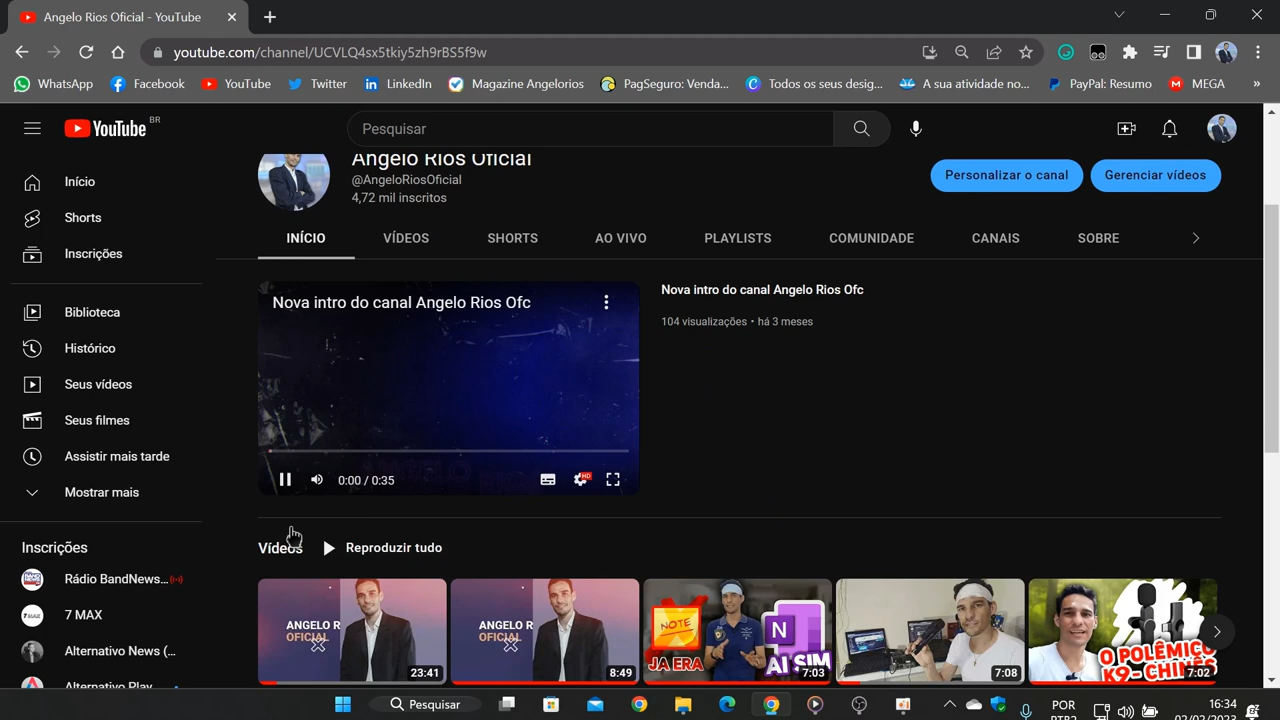 Angelo Rios Oficial - YouTube
youtube.com/channel/UCVLQ4sx5tkiy5zh9rBS5f9w
WhatsApp Facebook YouTube Twitter LinkedIn Magazine Angelorios PagSeguro: Venda... Todos os seus desig... A sua atividade no... PayPal: Resumo MEGA »
YouTube BR
Pesquisar
Angelo Rios Oficial
@AngeloRiosOficial
4,72 mil inscritos
Personalizar o canal Gerenciar vídeos
Início
Shorts
Inscrições
Biblioteca
Histórico
Seus vídeos
Seus filmes
Assistir mais tarde
Mostrar mais
Inscrições
Rádio BandNews...
7 MAX
Alternativo News (...
Alternativo Play
INÍCIO VÍDEOS SHORTS AO VIVO PLAYLISTS COMUNIDADE CANAIS SOBRE
Nova intro do canal Angelo Rios Ofc
0:00 / 0:35
HD
Nova intro do canal Angelo Rios Ofc
104 visualizações • há 3 meses
Vídeos Reproduzir tudo
ANGELO R
OFICIAL
23:41
ANGELO R
OFICIAL
8:49
NOTE
JA ERA
N
AI SIM
7:03
7:08
O POLÊMICO
K9 - CHINÊS
7:02
Pesquisar
POR
PTB2
16:34